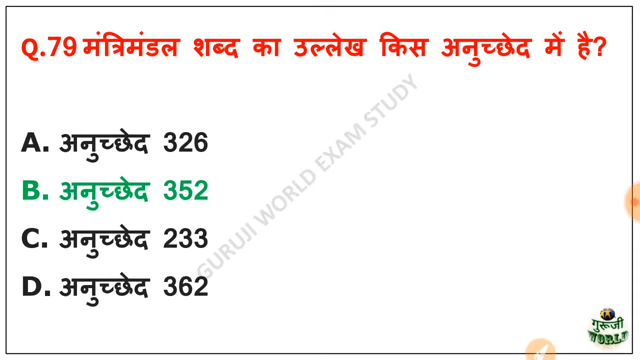 Q.79 मंत्रिमंडल शब्द का उल्लेख किस अनुच्छेद में है?
A. अनुच्छेद 326
B. अनुच्छेद 352
C. अनुच्छेद 233
D. अनुच्छेद 362
GURUJI WORLD EXAM STUDY
गुरूजी
WORLD